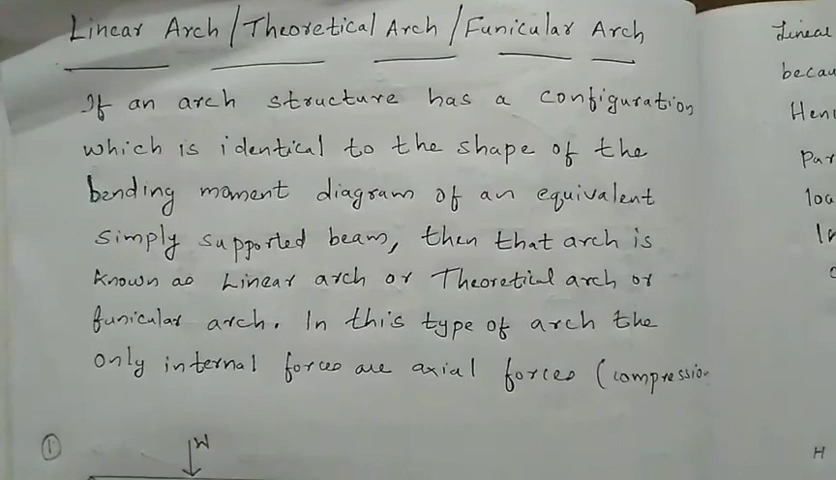 Linear Arch/Theoretical Arch/Funicular Arch
If an arch structure has a configuration
which is identical to the shape of the
bending moment diagram of an equivalent
simply supported beam, then that arch is
known as Linear arch or Theoretical arch or
funicular arch. In this type of arch the
only internal forces are axial forces (compression
① W
Linear
becau
Hen
Par
loa
H